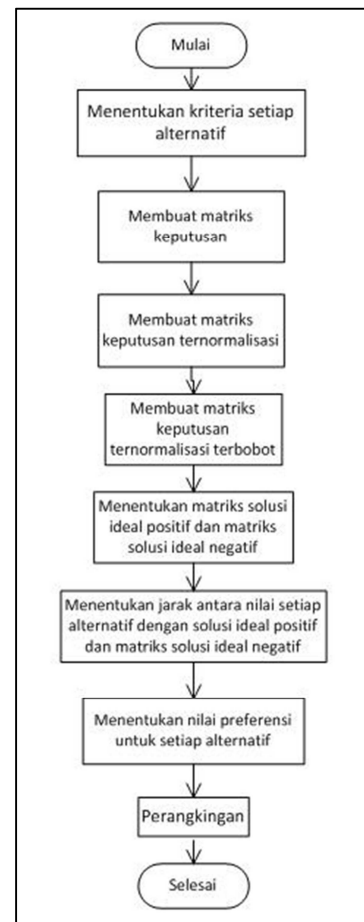 Mulai
Menentukan kriteria setiap
alternatif
Membuat matriks
keputusan
Membuat matriks
keputusan ternormalisasi
Membuat matriks
keputusan
ternormalisasi terbobot
Menentukan matriks solusi
ideal positif dan matriks
solusi ideal negatif
Menentukan jarak antara nilai setiap
alternatif dengan solusi ideal positif
dan matriks solusi ideal negatif
Menentukan nilai preferensi
untuk setiap alternatif
Perangkingan
Selesai